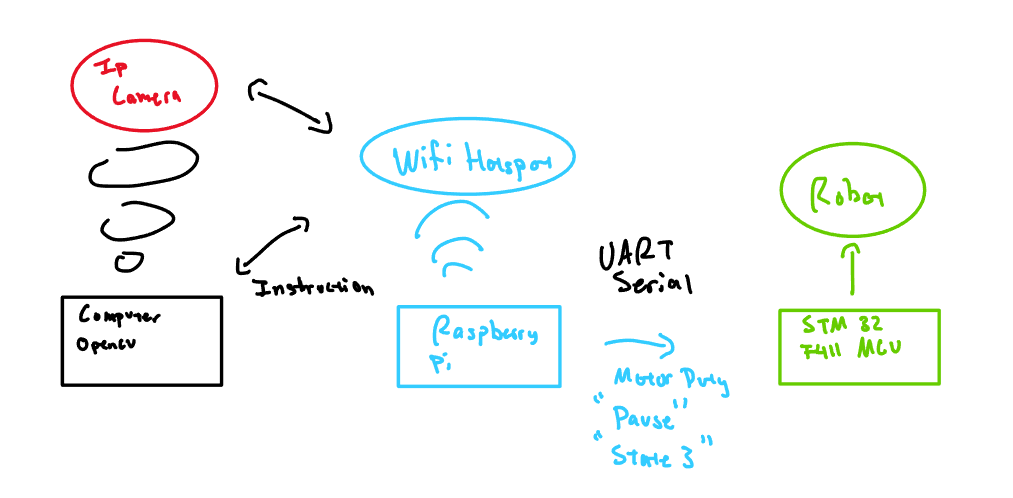 Ip
Camera
Wifi Hotspot
Robot
UART
Serial
Instruction
Computer
OpenCV
Raspberry
Pi
STM 32
F411 MCU
Motor Duty
"Pause"
"State 3"